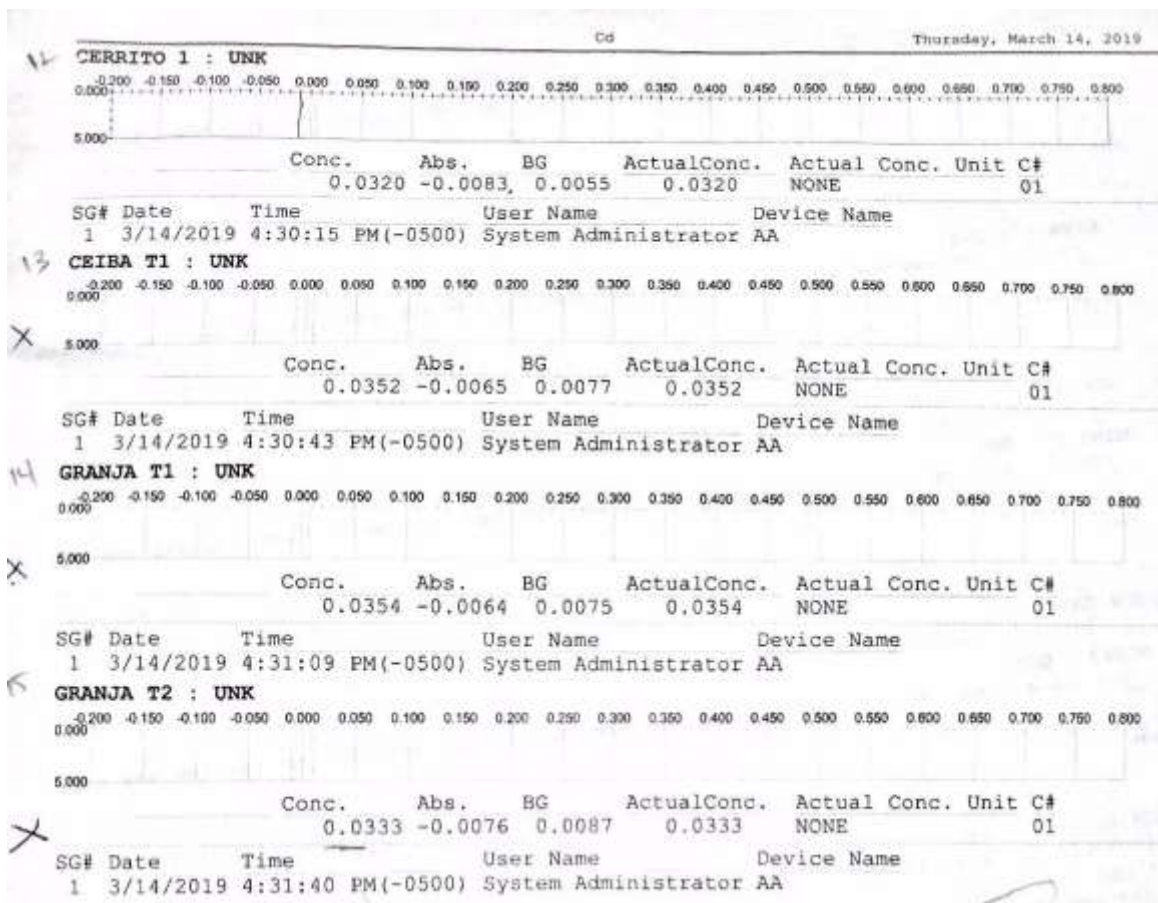 Cd Thursday, March 14, 2019
12 CERRITO 1 : UNK
-0.200 -0.150 -0.100 -0.050 0.000 0.050 0.100 0.150 0.200 0.250 0.300 0.350 0.400 0.450 0.500 0.550 0.600 0.650 0.700 0.750 0.800
0.000
5.000
Conc. Abs. BG ActualConc. Actual Conc. Unit C#
0.0320 -0.0083 0.0055 0.0320 NONE 01
SG# Date Time User Name Device Name
1 3/14/2019 4:30:15 PM(-0500) System Administrator AA
13 CEIBA T1 : UNK
-0.200 -0.150 -0.100 -0.050 0.000 0.050 0.100 0.150 0.200 0.250 0.300 0.350 0.400 0.450 0.500 0.550 0.600 0.650 0.700 0.750 0.800
0.000
X 5.000
Conc. Abs. BG ActualConc. Actual Conc. Unit C#
0.0352 -0.0065 0.0077 0.0352 NONE 01
SG# Date Time User Name Device Name
1 3/14/2019 4:30:43 PM(-0500) System Administrator AA
14 GRANJA T1 : UNK
-0.200 -0.150 -0.100 -0.050 0.000 0.050 0.100 0.150 0.200 0.250 0.300 0.350 0.400 0.450 0.500 0.550 0.600 0.650 0.700 0.750 0.800
0.000
5.000
X
Conc. Abs. BG ActualConc. Actual Conc. Unit C#
0.0354 -0.0064 0.0075 0.0354 NONE 01
SG# Date Time User Name Device Name
1 3/14/2019 4:31:09 PM(-0500) System Administrator AA
GRANJA T2 : UNK
-0.200 -0.150 -0.100 -0.050 0.000 0.050 0.100 0.150 0.200 0.250 0.300 0.350 0.400 0.450 0.500 0.550 0.600 0.650 0.700 0.750 0.800
0.000
5.000
Conc. Abs. BG ActualConc. Actual Conc. Unit C#
X 0.0333 -0.0076 0.0087 0.0333 NONE 01
SG# Date Time User Name Device Name
1 3/14/2019 4:31:40 PM(-0500) System Administrator AA